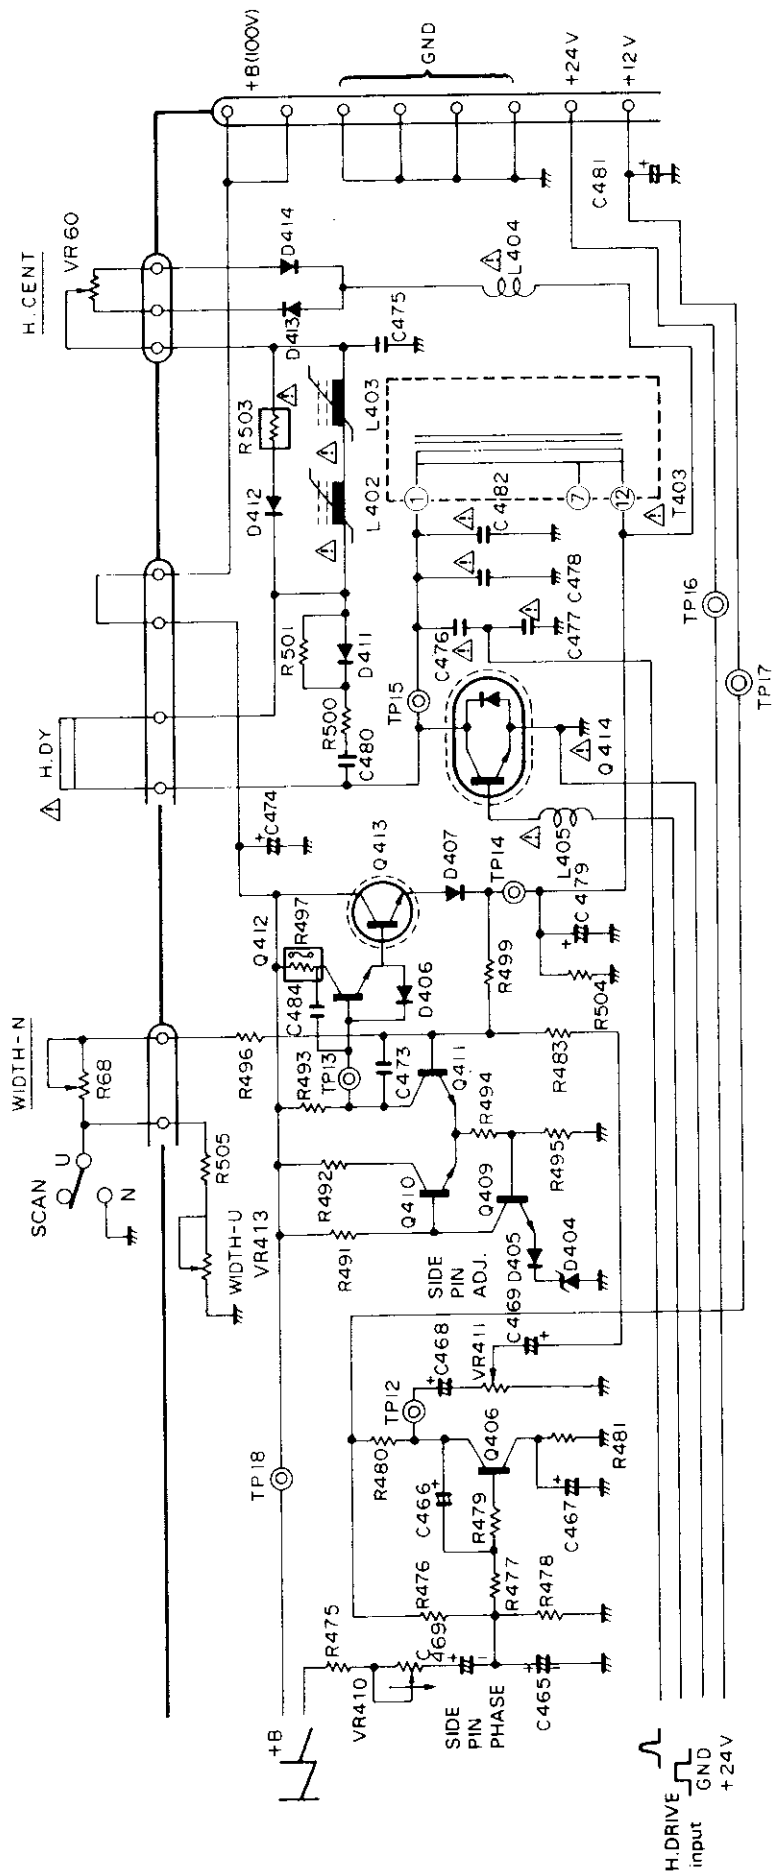 +B(100V)
GND
+24V
+12V
C481
H.CENT
VR60
D414
D413
L404
C475
R503
D412
L403
L402
1
7
12
T403
C482
C478
C477
C476
TP16
TP17
R501
D411
R500
C480
TP15
H.DY
Q414
L405
C474
Q413
D407
TP14
C479
Q412
R497
C484
D406
R499
R504
WIDTH-N
R68
R496
R493
TP13
C473
Q411
R483
SCAN
U
N
R505
WIDTH-U
VR413
R492
R491
Q410
R494
Q409
R495
SIDE
PIN
ADJ.
D405
D404
C469
C468
VR411
TP12
R480
Q406
R481
C466
R479
C467
TP18
R476
R477
R478
R475
C
469
VR410
SIDE
PIN
PHASE
C465
+B
H.DRIVE
input
GND
+24V